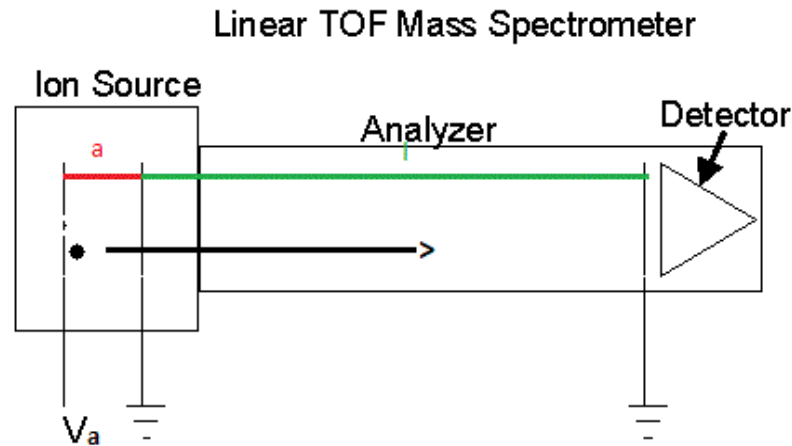 Linear TOF Mass Spectrometer
Ion Source
Detector
Analyzer
a
l
>
Va